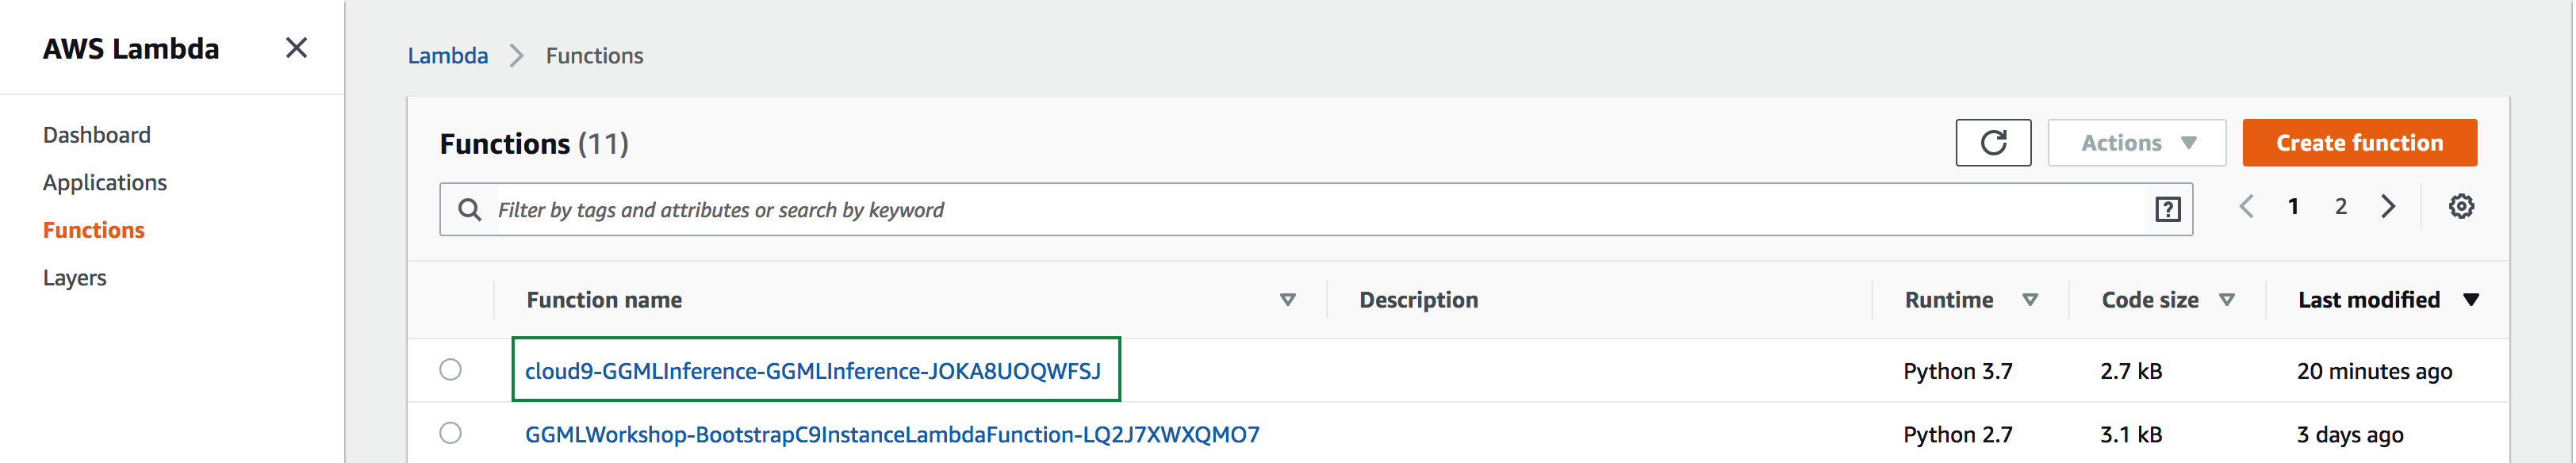 AWS Lambda
Dashboard
Applications
Functions
Layers
Lambda > Functions
Functions (11)
Actions
Create function
Filter by tags and attributes or search by keyword
1 2
Function name Description Runtime Code size Last modified
cloud9-GGMLInference-GGMLInference-JOKA8UOQWFSJ Python 3.7 2.7 kB 20 minutes ago
GGMLWorkshop-BootstrapC9InstanceLambdaFunction-LQ2J7XWXQMO7 Python 2.7 3.1 kB 3 days ago